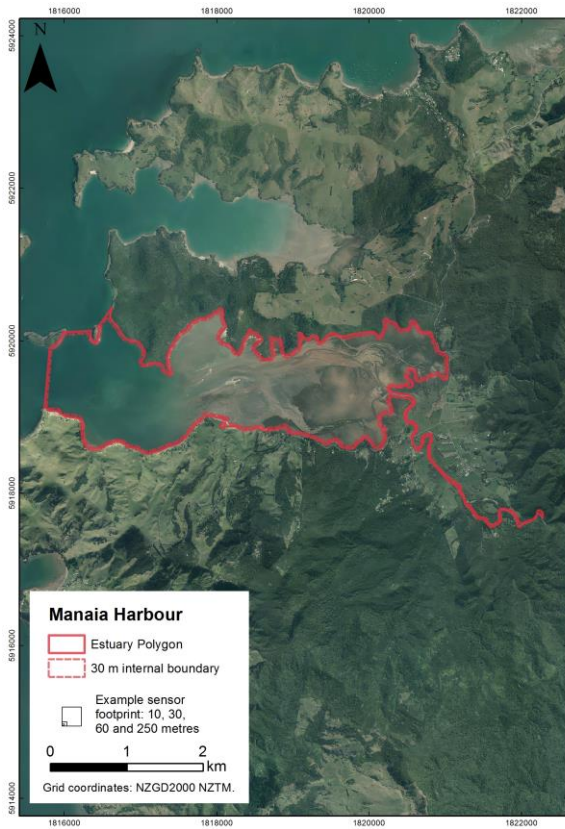 1816000
1818000
1820000
1822000
N
5924000
5922000
5920000
5918000
5916000
5914000
Manaia Harbour
Estuary Polygon
30 m internal boundary
Example sensor
footprint: 10, 30,
60 and 250 metres
0 1 2
km
Grid coordinates: NZGD2000 NZTM.
1816000
1818000
1820000
1822000